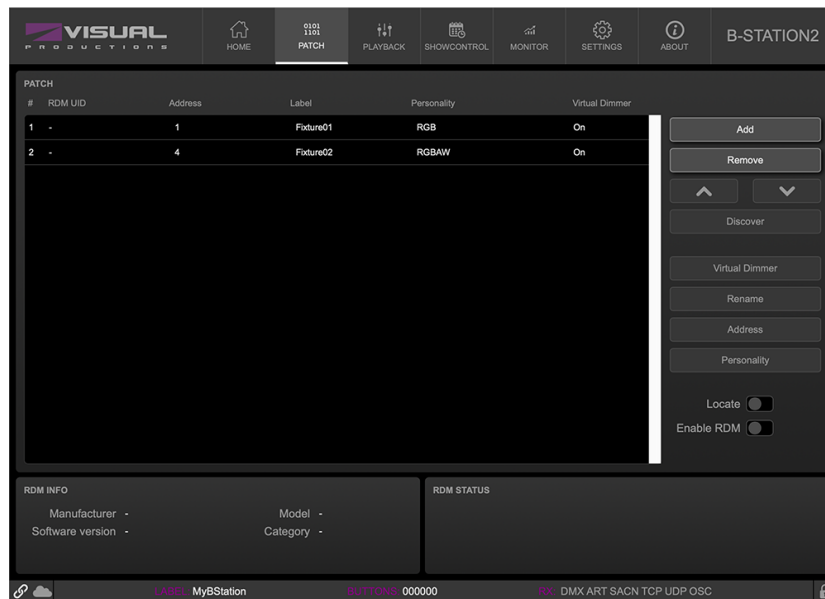 VISUAL
PRODUCTIONS
HOME
0101
1101
PATCH
PLAYBACK
SHOWCONTROL
MONITOR
SETTINGS
ABOUT
B-STATION2
PATCH
# RDM UID Address Label Personality Virtual Dimmer
1 - 1 Fixture01 RGB On
2 - 4 Fixture02 RGBAW On
Add
Remove
Discover
Virtual Dimmer
Rename
Address
Personality
Locate
Enable RDM
RDM INFO
Manufacturer - Model -
Software version - Category -
RDM STATUS
LABEL MyBStation BUTTONS 000000 DMX ART SACN TCP UDP OSC